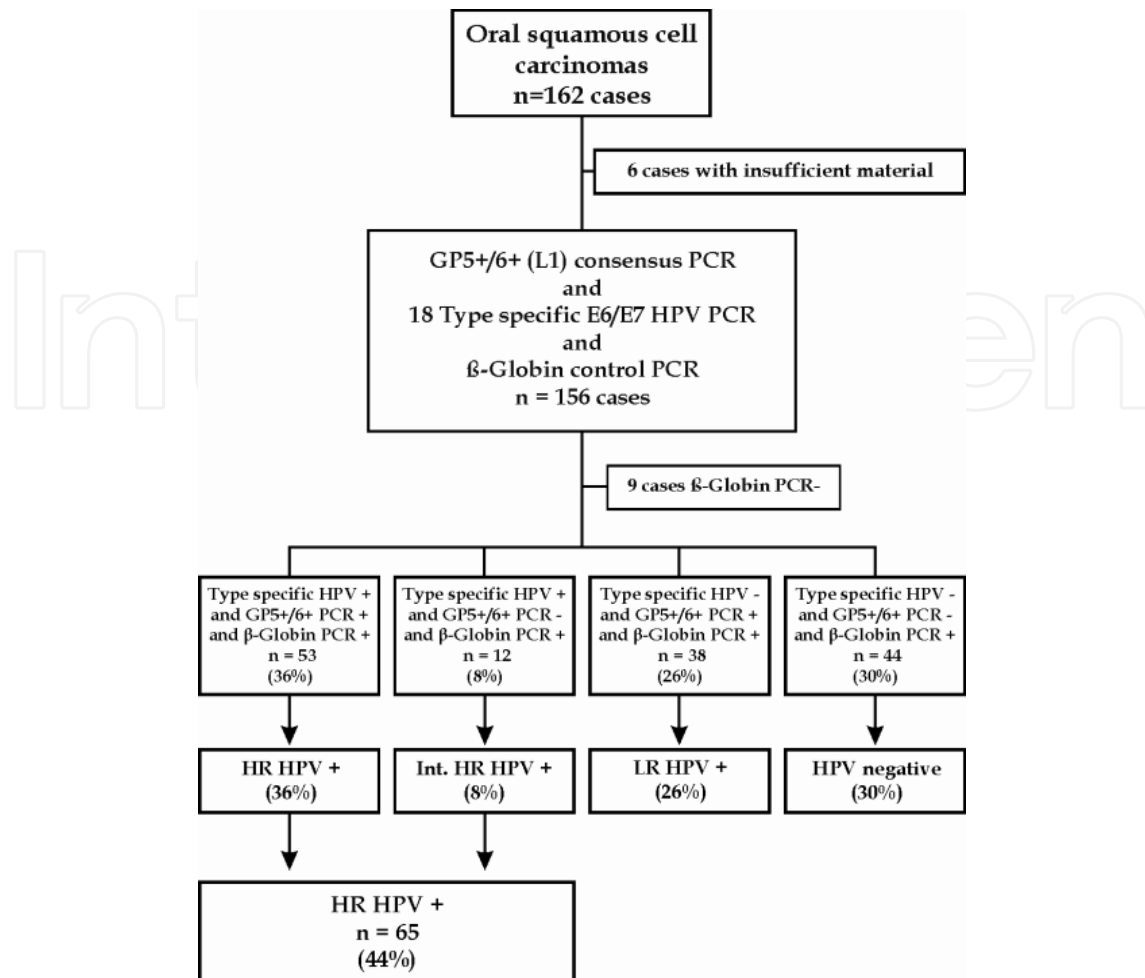 Oral squamous cell
carcinomas
n=162 cases
6 cases with insufficient material
GP5+/6+ (L1) consensus PCR
and
18 Type specific E6/E7 HPV PCR
and
ß-Globin control PCR
n = 156 cases
9 cases ß-Globin PCR-
Type specific HPV +
and GP5+/6+ PCR +
and β-Globin PCR +
n = 53
(36%)
Type specific HPV +
and GP5+/6+ PCR -
and β-Globin PCR +
n = 12
(8%)
Type specific HPV -
and GP5+/6+ PCR +
and β-Globin PCR +
n = 38
(26%)
Type specific HPV -
and GP5+/6+ PCR -
and β-Globin PCR +
n = 44
(30%)
HR HPV +
(36%)
Int. HR HPV +
(8%)
LR HPV +
(26%)
HPV negative
(30%)
HR HPV +
n = 65
(44%)